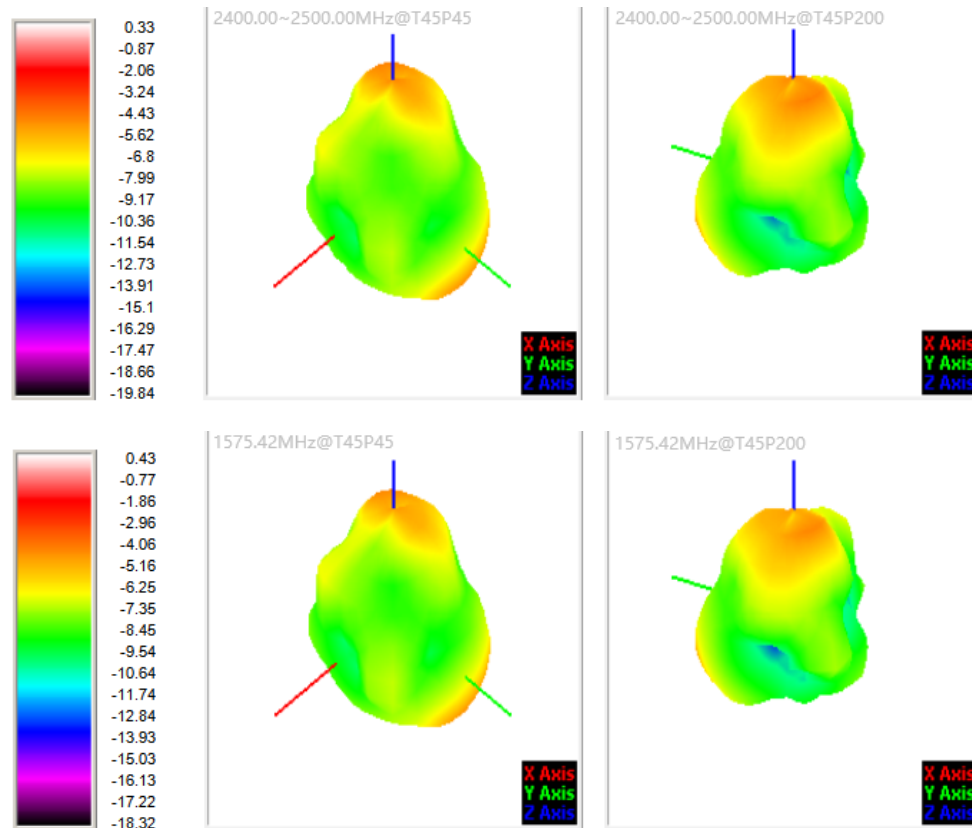 2400.00~2500.00MHz@T45P45
2400.00~2500.00MHz@T45P200
0.33
-0.87
-2.06
-3.24
-4.43
-5.62
-6.8
-7.99
-9.17
-10.36
-11.54
-12.73
-13.91
-15.1
-16.29
-17.47
-18.66
-19.84
X Axis
Y Axis
Z Axis
X Axis
Y Axis
Z Axis
1575.42MHz@T45P45
1575.42MHz@T45P200
0.43
-0.77
-1.86
-2.96
-4.06
-5.16
-6.25
-7.35
-8.45
-9.54
-10.64
-11.74
-12.84
-13.93
-15.03
-16.13
-17.22
-18.32
X Axis
Y Axis
Z Axis
X Axis
Y Axis
Z Axis